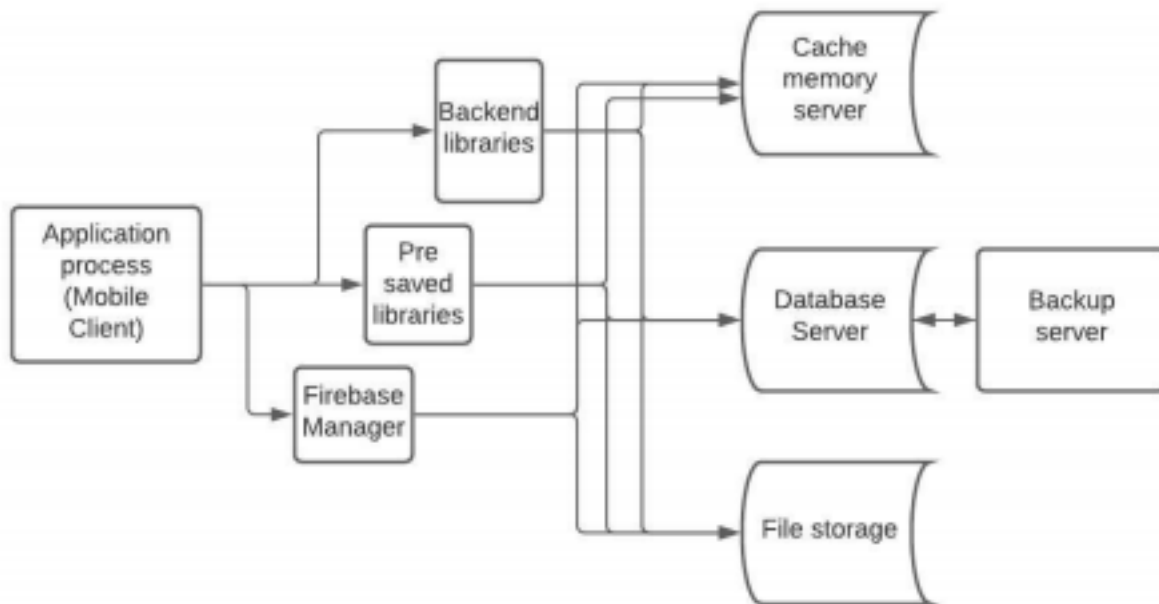 Cache
memory
server
Backend
libraries
Application
process
(Mobile
Client)
Pre
saved
libraries
Database
Server
Backup
server
Firebase
Manager
File storage